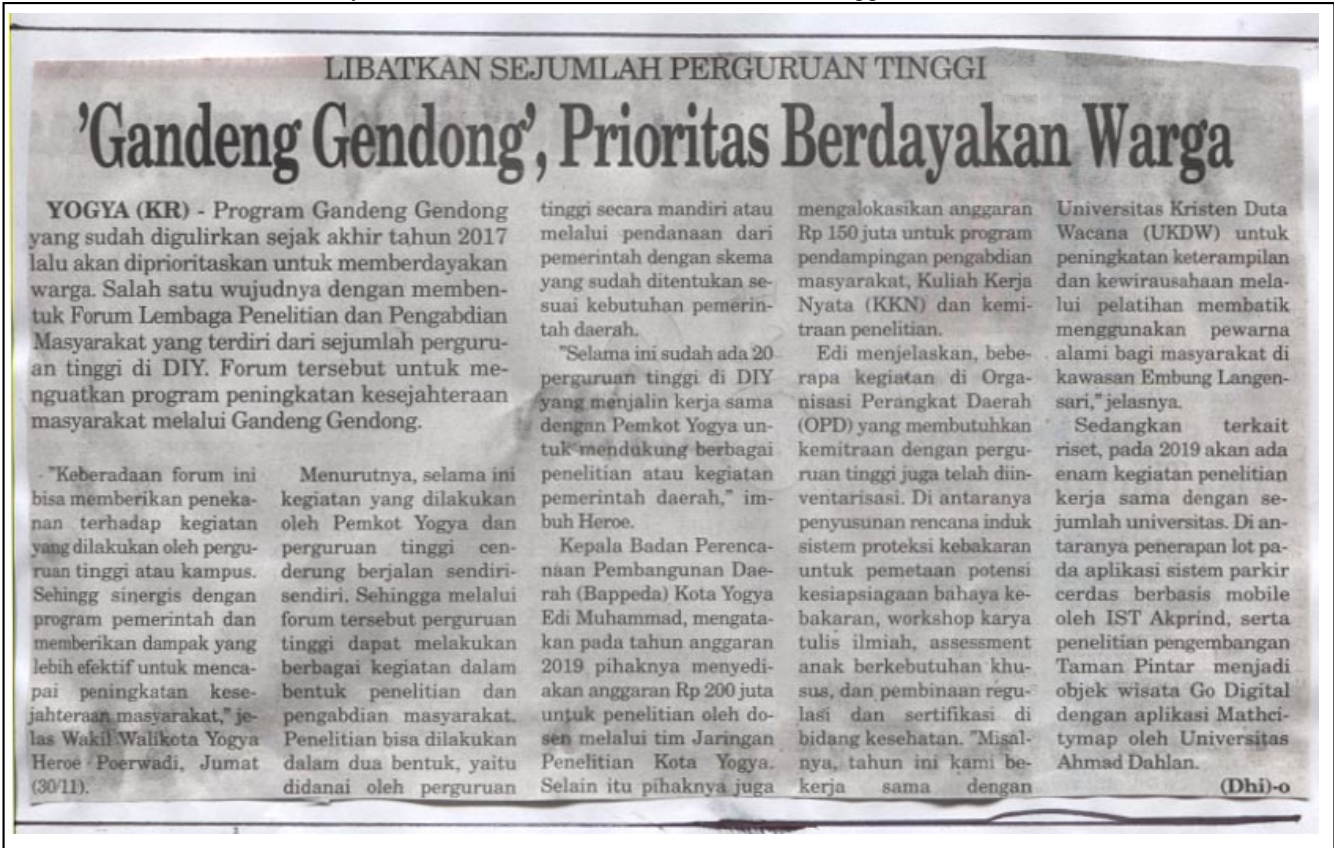 LIBATKAN SEJUMLAH PERGURUAN TINGGI
'Gandeng Gendong', Prioritas Berdayakan Warga
YOGYA (KR) - Program Gandeng Gendong
yang sudah digulirkan sejak akhir tahun 2017
lalu akan diprioritaskan untuk memberdayakan
warga. Salah satu wujudnya dengan memben-
tuk Forum Lembaga Penelitian dan Pengabdian
Masyarakat yang terdiri dari sejumlah perguru-
an tinggi di DIY. Forum tersebut untuk me-
nguatkan program peningkatan kesejahteraan
masyarakat melalui Gandeng Gendong.
"Keberadaan forum ini
bisa memberikan peneka-
nan terhadap kegiatan
yang dilakukan oleh pergu-
ruan tinggi atau kampus.
Sehingg sinergis dengan
program pemerintah dan
memberikan dampak yang
lebih efektif untuk menca-
pai peningkatan kese-
jahteraan masyarakat," je-
las Wakil Walikota Yogya
Heroe Poerwadi, Jumat
(30/11).
Menurutnya, selama ini
kegiatan yang dilakukan
oleh Pemkot Yogya dan
perguruan tinggi cen-
derung berjalan sendiri-
sendiri. Sehingga melalui
forum tersebut perguruan
tinggi dapat melakukan
berbagai kegiatan dalam
bentuk penelitian dan
pengabdian masyarakat.
Penelitian bisa dilakukan
dalam dua bentuk, yaitu
didanai oleh perguruan
tinggi secara mandiri atau
melalui pendanaan dari
pemerintah dengan skema
yang sudah ditentukan se-
suai kebutuhan pemerin-
tah daerah.
"Selama ini sudah ada 20
perguruan tinggi di DIY
yang menjalin kerja sama
dengan Pemkot Yogya un-
tuk mendukung berbagai
penelitian atau kegiatan
pemerintah daerah," im-
buh Heroe.
Kepala Badan Perenca-
naan Pembangunan Dae-
rah (Bappeda) Kota Yogya
Edi Muhammad, mengata-
kan pada tahun anggaran
2019 pihaknya menyedi-
akan anggaran Rp 200 juta
untuk penelitian oleh do-
sen melalui tim Jaringan
Penelitian Kota Yogya.
Selain itu pihaknya juga
mengalokasikan anggaran
Rp 150 juta untuk program
pendampingan pengabdian
masyarakat, Kuliah Kerja
Nyata (KKN) dan kemi-
traan penelitian.
Edi menjelaskan, bebe-
rapa kegiatan di Orga-
nisasi Perangkat Daerah
(OPD) yang membutuhkan
kemitraan dengan pergu-
ruan tinggi juga telah diin-
ventarisasi. Di antaranya
penyusunan rencana induk
sistem proteksi kebakaran
untuk pemetaan potensi
kesiapsiagaan bahaya ke-
bakaran, workshop karya
tulis ilmiah, assessment
anak berkebutuhan khu-
sus, dan pembinaan regu-
lasi dan sertifikasi di
bidang kesehatan. "Misal-
nya, tahun ini kami be-
kerja sama dengan
Universitas Kristen Duta
Wacana (UKDW) untuk
peningkatan keterampilan
dan kewirausahaan mela-
lui pelatihan membatik
menggunakan pewarna
alami bagi masyarakat di
kawasan Embung Langen-
sari," jelasnya.
Sedangkan terkait
riset, pada 2019 akan ada
enam kegiatan penelitian
kerja sama dengan se-
jumlah universitas. Di an-
taranya penerapan lot pa-
da aplikasi sistem parkir
cerdas berbasis mobile
oleh IST Akprind, serta
penelitian pengembangan
Taman Pintar menjadi
objek wisata Go Digital
dengan aplikasi Mathci-
tymap oleh Universitas
Ahmad Dahlan.
(Dhi)-o